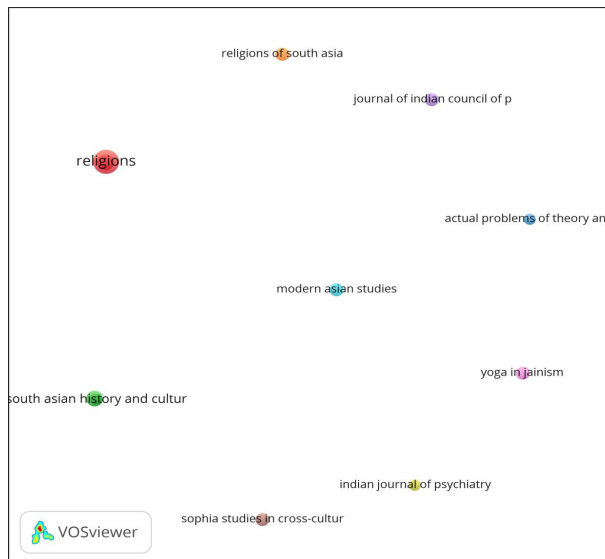 religions of south asia
journal of indian council of p
religions
actual problems of theory an
modern asian studies
yoga in jainism
south asian history and cultur
indian journal of psychiatry
sophia studies in cross-cultur
VOSviewer